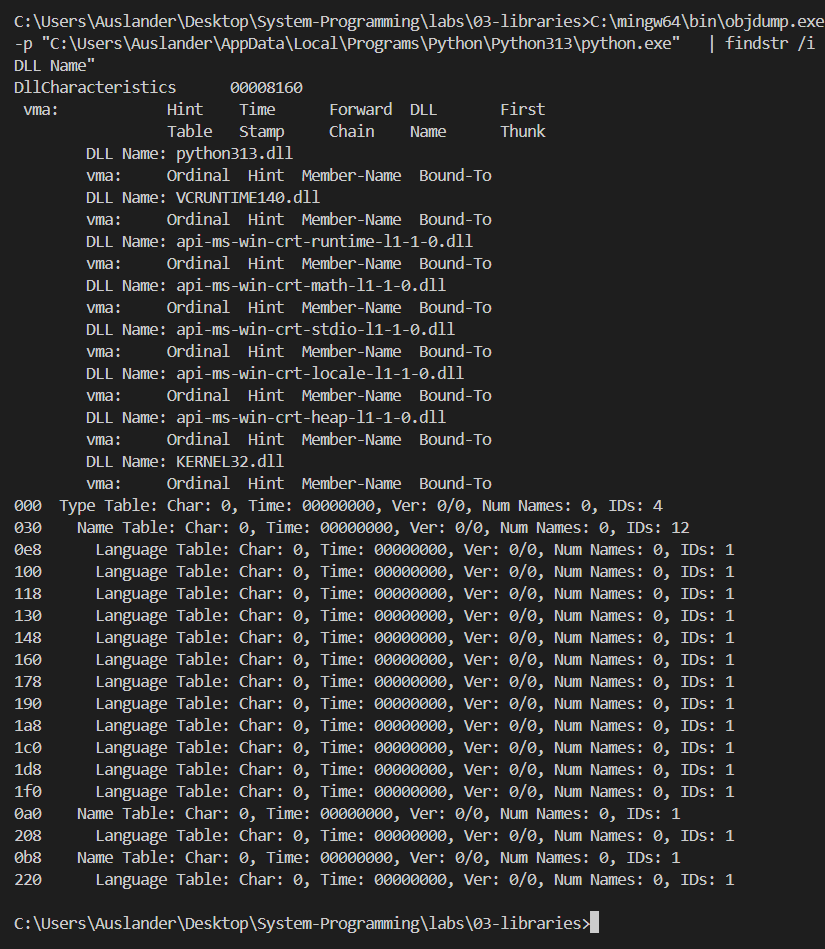 C:\Users\Auslander\Desktop\System-Programming\labs\03-libraries>C:\mingw64\bin\objdump.exe
-p "C:\Users\Auslander\AppData\Local\Programs\Python\Python313\python.exe"   | findstr /i
DLL Name"
DllCharacteristics      00008160
 vma:            Hint    Time      Forward  DLL       First
                 Table   Stamp     Chain    Name      Thunk
        DLL Name: python313.dll
        vma:     Ordinal  Hint  Member-Name  Bound-To
        DLL Name: VCRUNTIME140.dll
        vma:     Ordinal  Hint  Member-Name  Bound-To
        DLL Name: api-ms-win-crt-runtime-l1-1-0.dll
        vma:     Ordinal  Hint  Member-Name  Bound-To
        DLL Name: api-ms-win-crt-math-l1-1-0.dll
        vma:     Ordinal  Hint  Member-Name  Bound-To
        DLL Name: api-ms-win-crt-stdio-l1-1-0.dll
        vma:     Ordinal  Hint  Member-Name  Bound-To
        DLL Name: api-ms-win-crt-locale-l1-1-0.dll
        vma:     Ordinal  Hint  Member-Name  Bound-To
        DLL Name: api-ms-win-crt-heap-l1-1-0.dll
        vma:     Ordinal  Hint  Member-Name  Bound-To
        DLL Name: KERNEL32.dll
        vma:     Ordinal  Hint  Member-Name  Bound-To
000  Type Table: Char: 0, Time: 00000000, Ver: 0/0, Num Names: 0, IDs: 4
030    Name Table: Char: 0, Time: 00000000, Ver: 0/0, Num Names: 0, IDs: 12
0e8      Language Table: Char: 0, Time: 00000000, Ver: 0/0, Num Names: 0, IDs: 1
100      Language Table: Char: 0, Time: 00000000, Ver: 0/0, Num Names: 0, IDs: 1
118      Language Table: Char: 0, Time: 00000000, Ver: 0/0, Num Names: 0, IDs: 1
130      Language Table: Char: 0, Time: 00000000, Ver: 0/0, Num Names: 0, IDs: 1
148      Language Table: Char: 0, Time: 00000000, Ver: 0/0, Num Names: 0, IDs: 1
160      Language Table: Char: 0, Time: 00000000, Ver: 0/0, Num Names: 0, IDs: 1
178      Language Table: Char: 0, Time: 00000000, Ver: 0/0, Num Names: 0, IDs: 1
190      Language Table: Char: 0, Time: 00000000, Ver: 0/0, Num Names: 0, IDs: 1
1a8      Language Table: Char: 0, Time: 00000000, Ver: 0/0, Num Names: 0, IDs: 1
1c0      Language Table: Char: 0, Time: 00000000, Ver: 0/0, Num Names: 0, IDs: 1
1d8      Language Table: Char: 0, Time: 00000000, Ver: 0/0, Num Names: 0, IDs: 1
1f0      Language Table: Char: 0, Time: 00000000, Ver: 0/0, Num Names: 0, IDs: 1
0a0    Name Table: Char: 0, Time: 00000000, Ver: 0/0, Num Names: 0, IDs: 1
208      Language Table: Char: 0, Time: 00000000, Ver: 0/0, Num Names: 0, IDs: 1
0b8    Name Table: Char: 0, Time: 00000000, Ver: 0/0, Num Names: 0, IDs: 1
220      Language Table: Char: 0, Time: 00000000, Ver: 0/0, Num Names: 0, IDs: 1
C:\Users\Auslander\Desktop\System-Programming\labs\03-libraries>